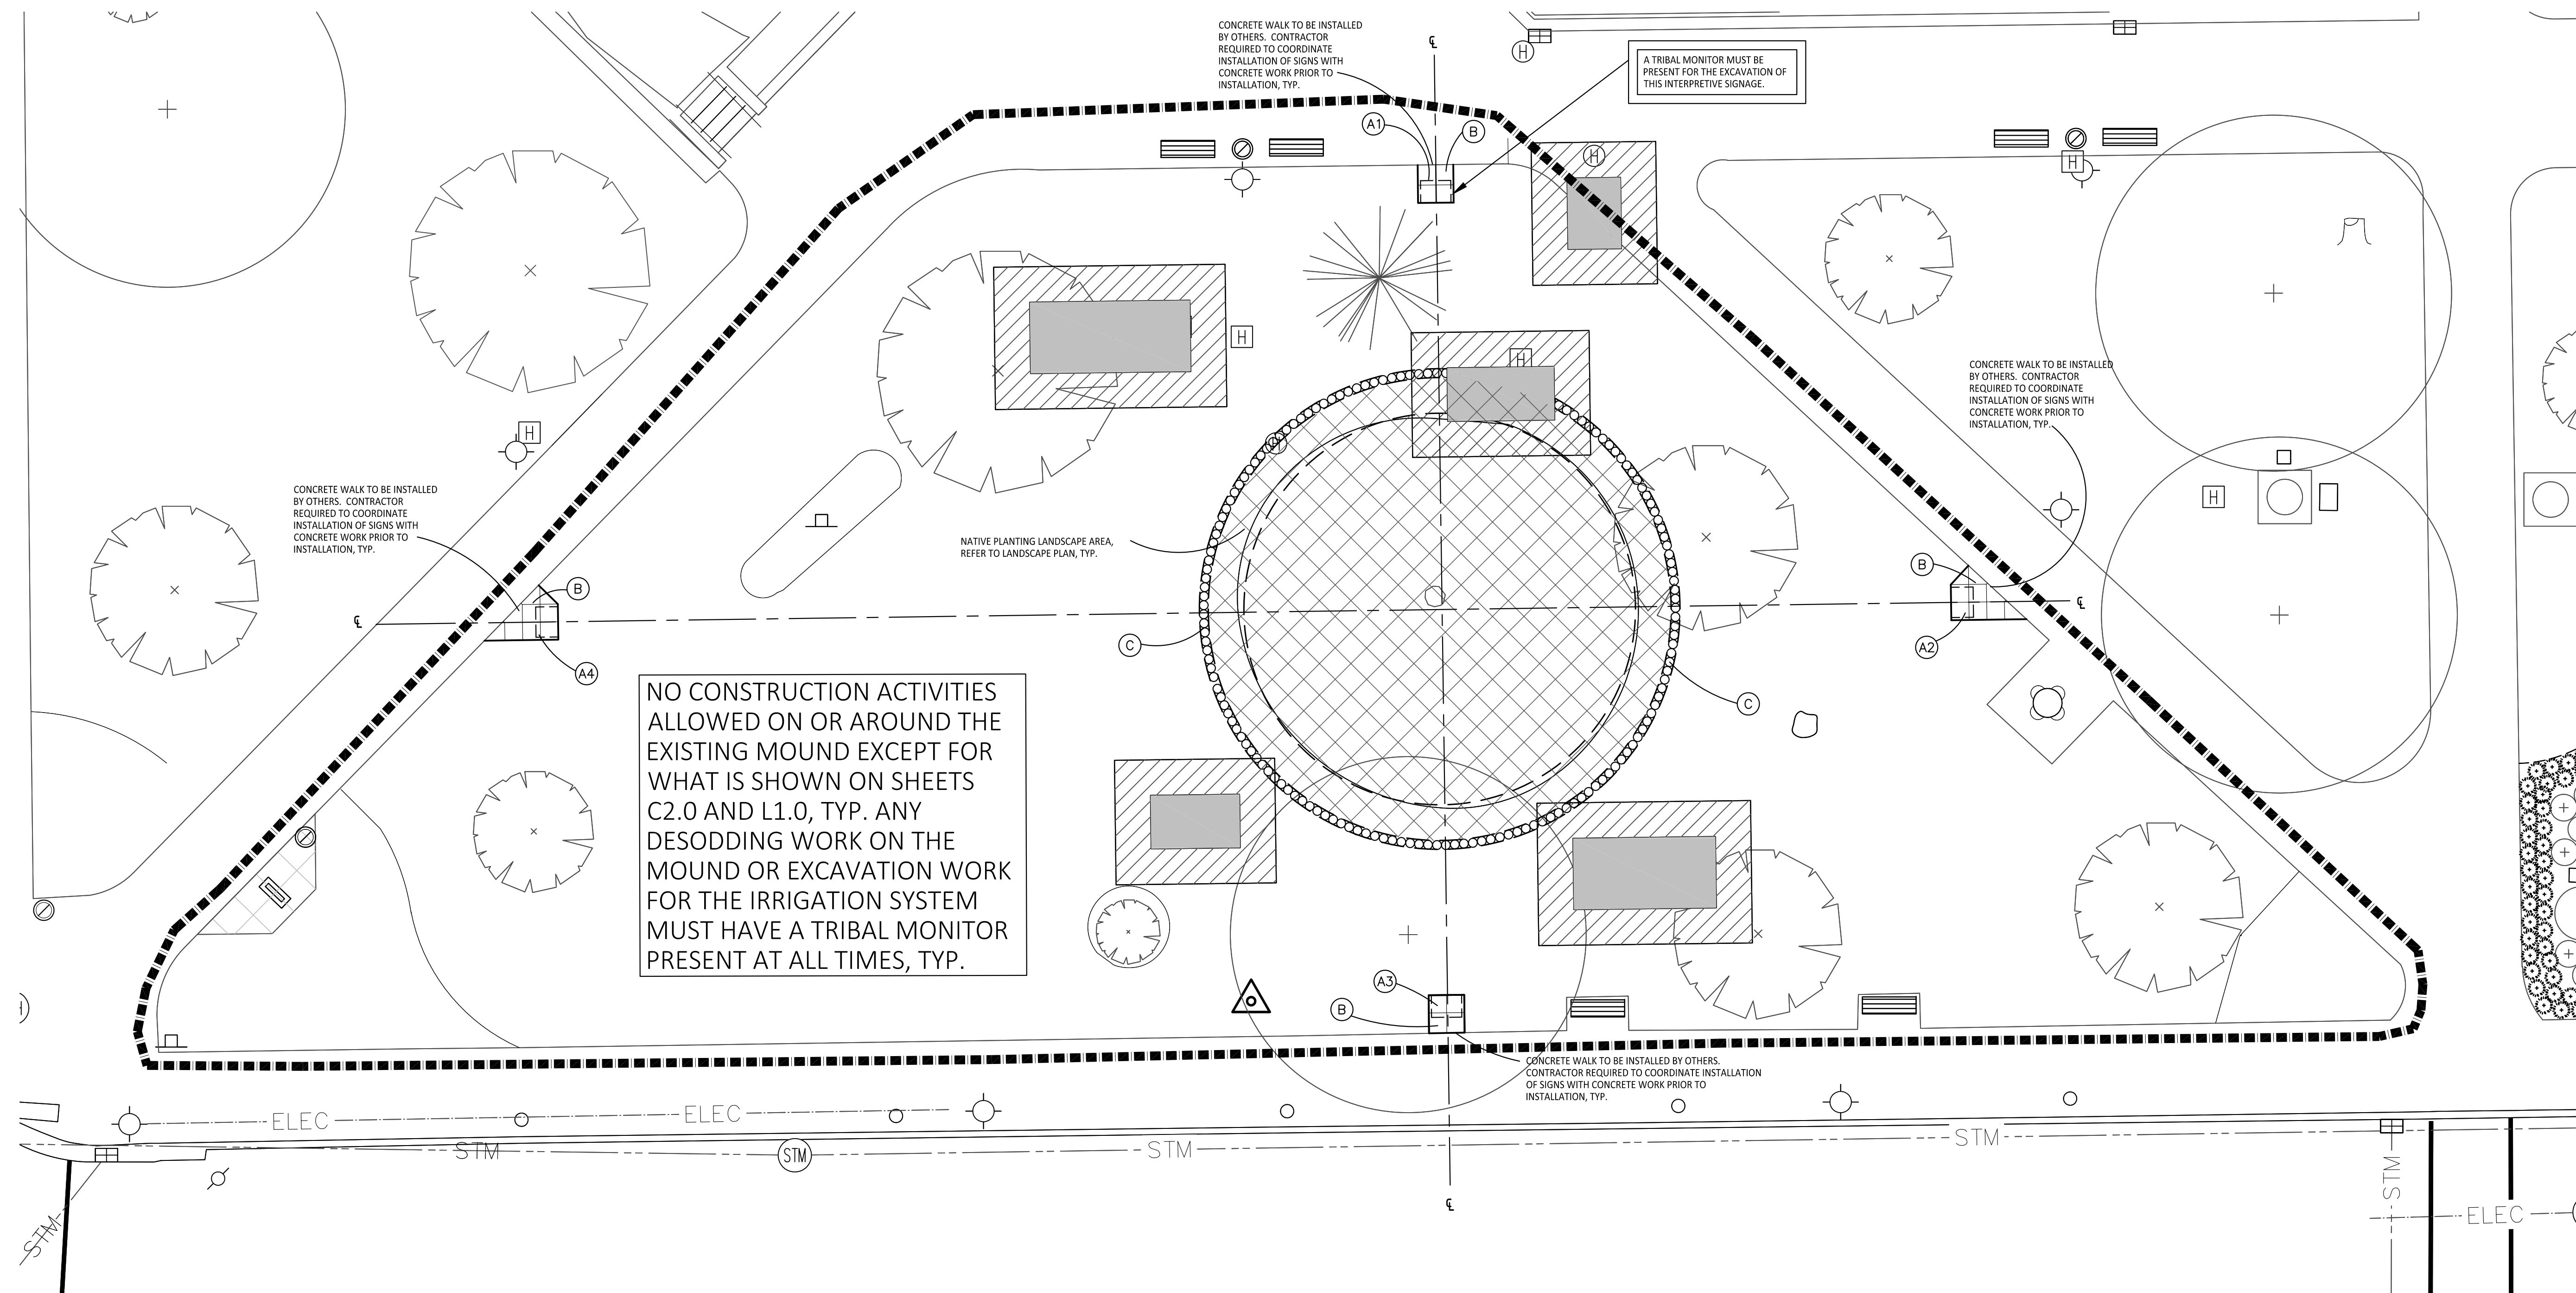 CONCRETE WALK TO BE INSTALLED
BY OTHERS.  CONTRACTOR
REQUIRED TO COORDINATE
INSTALLATION OF SIGNS WITH
CONCRETE WORK PRIOR TO
INSTALLATION, TYP.
℄
H
A TRIBAL MONITOR MUST BE
PRESENT FOR THE EXCAVATION OF
THIS INTERPRETIVE SIGNAGE.
A1
B
H
H
H
H
H
CONCRETE WALK TO BE INSTALLED
BY OTHERS.  CONTRACTOR
REQUIRED TO COORDINATE
INSTALLATION OF SIGNS WITH
CONCRETE WORK PRIOR TO
INSTALLATION, TYP.
H
CONCRETE WALK TO BE INSTALLED
BY OTHERS.  CONTRACTOR
REQUIRED TO COORDINATE
INSTALLATION OF SIGNS WITH
CONCRETE WORK PRIOR TO
INSTALLATION, TYP.
NATIVE PLANTING LANDSCAPE AREA,
REFER TO LANDSCAPE PLAN, TYP.
B
B
℄
℄
C
A4
A2
C
NO CONSTRUCTION ACTIVITIES
ALLOWED ON OR AROUND THE
EXISTING MOUND EXCEPT FOR
WHAT IS SHOWN ON SHEETS
C2.0 AND L1.0, TYP. ANY
DESODDING WORK ON THE
MOUND OR EXCAVATION WORK
FOR THE IRRIGATION SYSTEM
MUST HAVE A TRIBAL MONITOR
PRESENT AT ALL TIMES, TYP.
A3
B
CONCRETE WALK TO BE INSTALLED BY OTHERS.
CONTRACTOR REQUIRED TO COORDINATE INSTALLATION
OF SIGNS WITH CONCRETE WORK PRIOR TO
INSTALLATION, TYP.
ELEC
ELEC
STM
STM
STM
STM
STM
STM
℄
ELEC